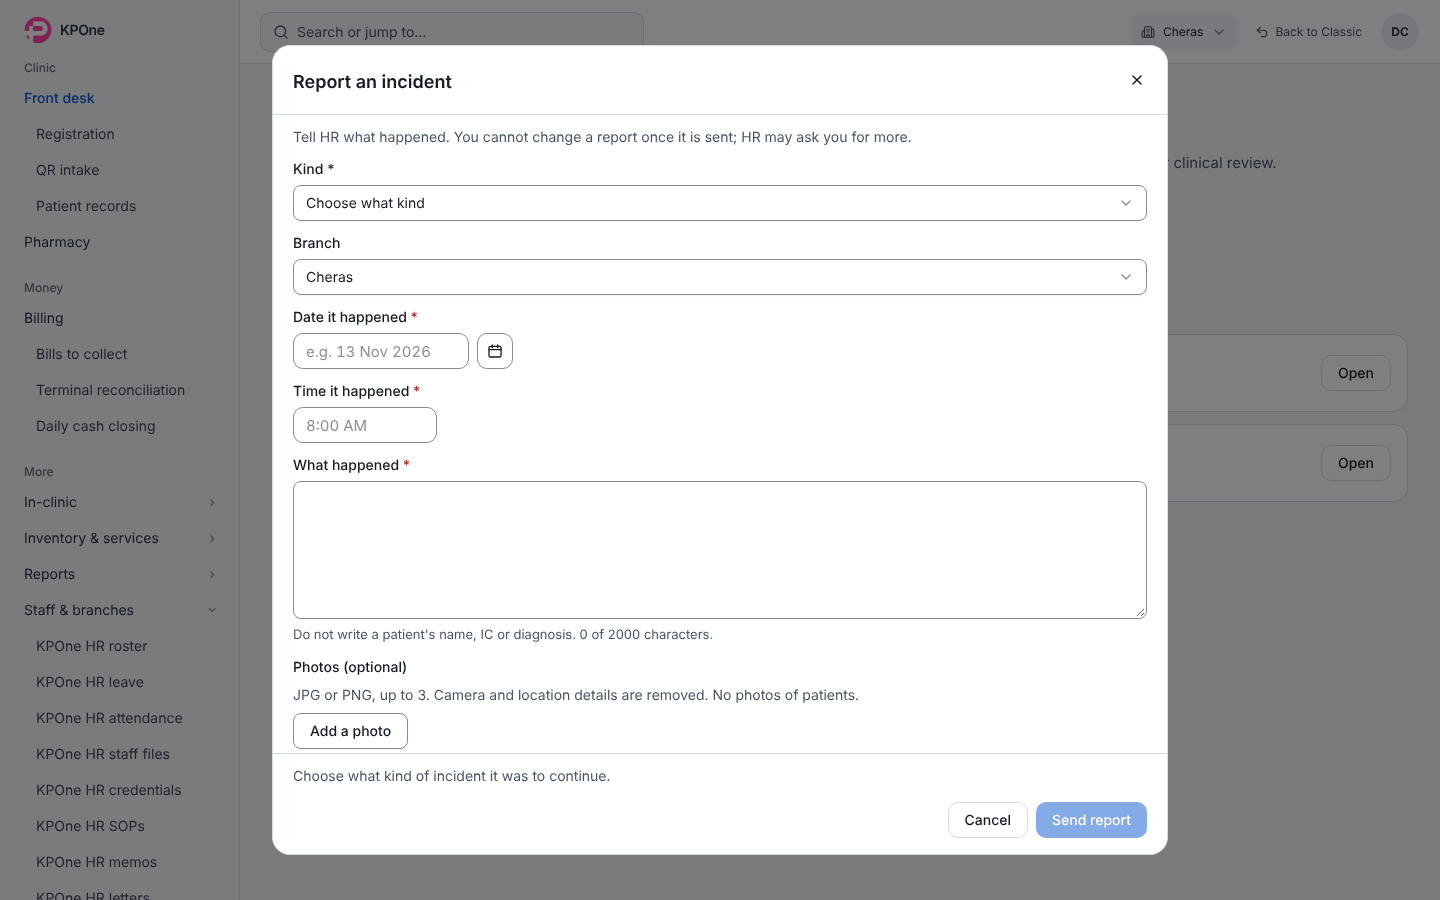 KPOne
Clinic
Front desk
Registration
QR intake
Patient records
Pharmacy
Money
Billing
Bills to collect
Terminal reconciliation
Daily cash closing
More
In-clinic
Inventory & services
Reports
Staff & branches
KPOne HR roster
KPOne HR leave
KPOne HR attendance
KPOne HR staff files
KPOne HR credentials
KPOne HR SOPs
KPOne HR memos
KPOne HR letters
Search or jump to...
Cheras
Back to Classic
DC
clinical review.
Open
Open
Report an incident
Tell HR what happened. You cannot change a report once it is sent; HR may ask you for more.
Kind *
Choose what kind
Branch
Cheras
Date it happened *
e.g. 13 Nov 2026
Time it happened *
8:00 AM
What happened *
Do not write a patient's name, IC or diagnosis. 0 of 2000 characters.
Photos (optional)
JPG or PNG, up to 3. Camera and location details are removed. No photos of patients.
Add a photo
Choose what kind of incident it was to continue.
Cancel
Send report